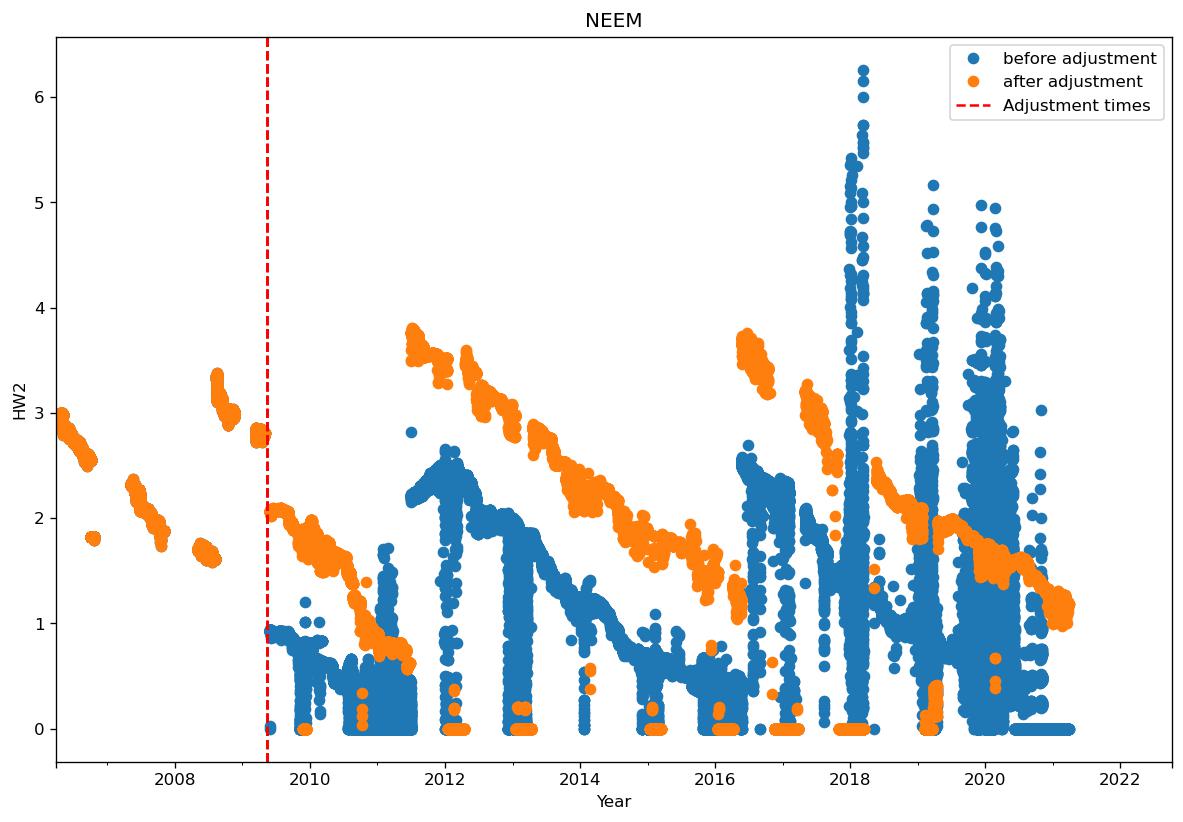 NEEM
before adjustment
after adjustment
Adjustment times
HW2
6
5
4
3
2
1
0
2008 2010 2012 2014 2016 2018 2020 2022
Year